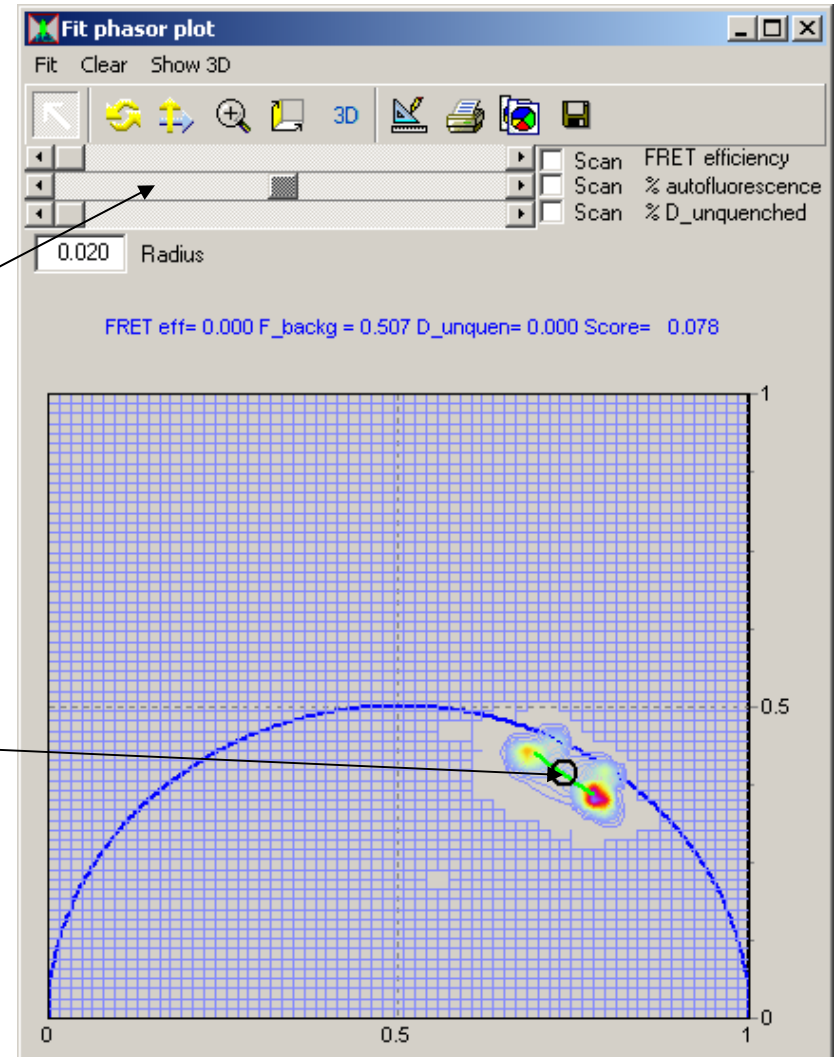 Fit phasor plot
Fit Clear Show 3D
3D
Scan FRET efficiency
Scan % autofluorescence
Scan % D_unquenched
0.020 Radius
FRET eff= 0.000 F_backg = 0.507 D_unquen= 0.000 Score= 0.078
1
0.5
0
0 0.5 1